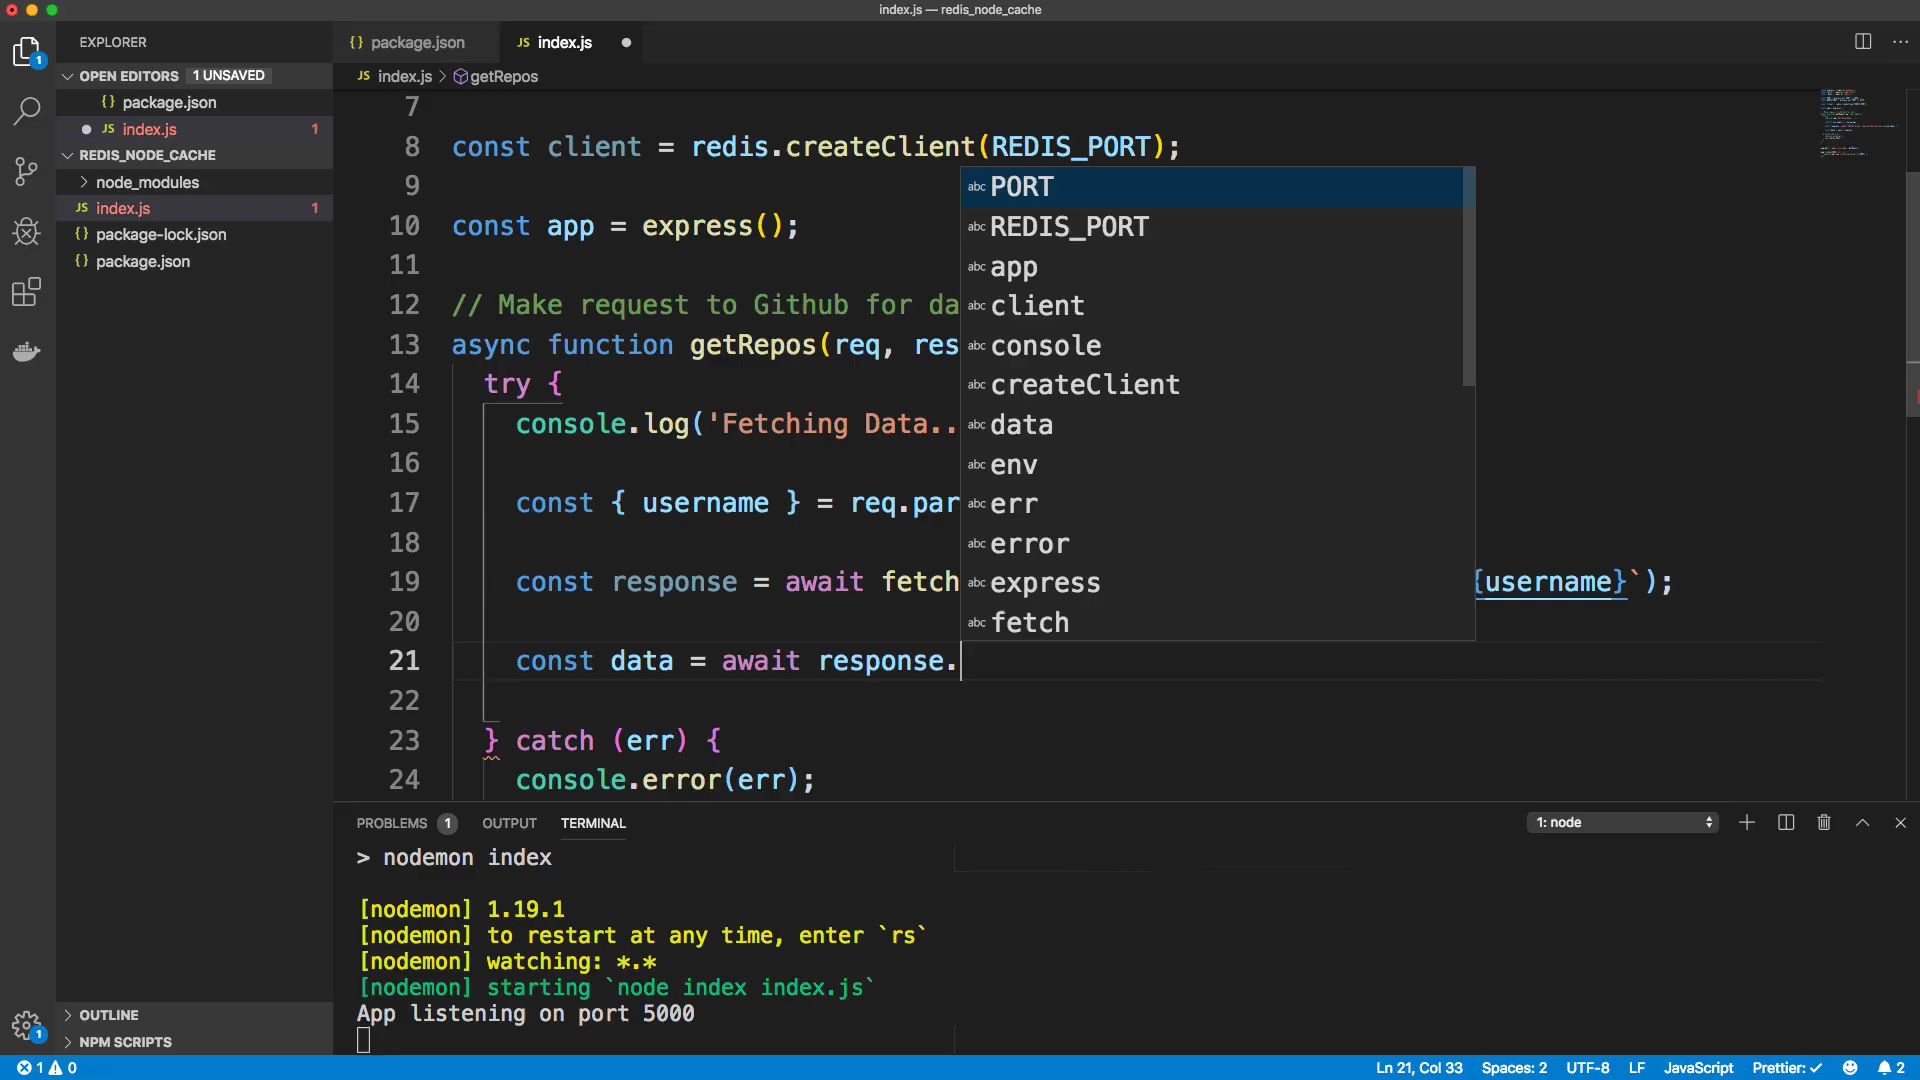 index.js — redis_node_cache
EXPLORER
OPEN EDITORS 1 UNSAVED
{} package.json
JS index.js 1
REDIS_NODE_CACHE
node_modules
JS index.js 1
{} package-lock.json
{} package.json
OUTLINE
NPM SCRIPTS
1
1
{} package.json
JS index.js
JS index.js > getRepos
7
8 const client = redis.createClient(REDIS_PORT);
9
10 const app = express();
11
12 // Make request to Github for da
13 async function getRepos(req, res
14 try {
15 console.log('Fetching Data..
16
17 const { username } = req.par
18
19 const response = await fetch {username}`);
20
21 const data = await response.
22
23 } catch (err) {
24 console.error(err);
abc PORT
abc REDIS_PORT
abc app
abc client
abc console
abc createClient
abc data
abc env
abc err
abc error
abc express
abc fetch
PROBLEMS 1 OUTPUT TERMINAL 1: node
> nodemon index
[nodemon] 1.19.1
[nodemon] to restart at any time, enter `rs`
[nodemon] watching: *.*
[nodemon] starting `node index index.js`
App listening on port 5000
1 0 Ln 21, Col 33 Spaces: 2 UTF-8 LF JavaScript Prettier: ✓ 2